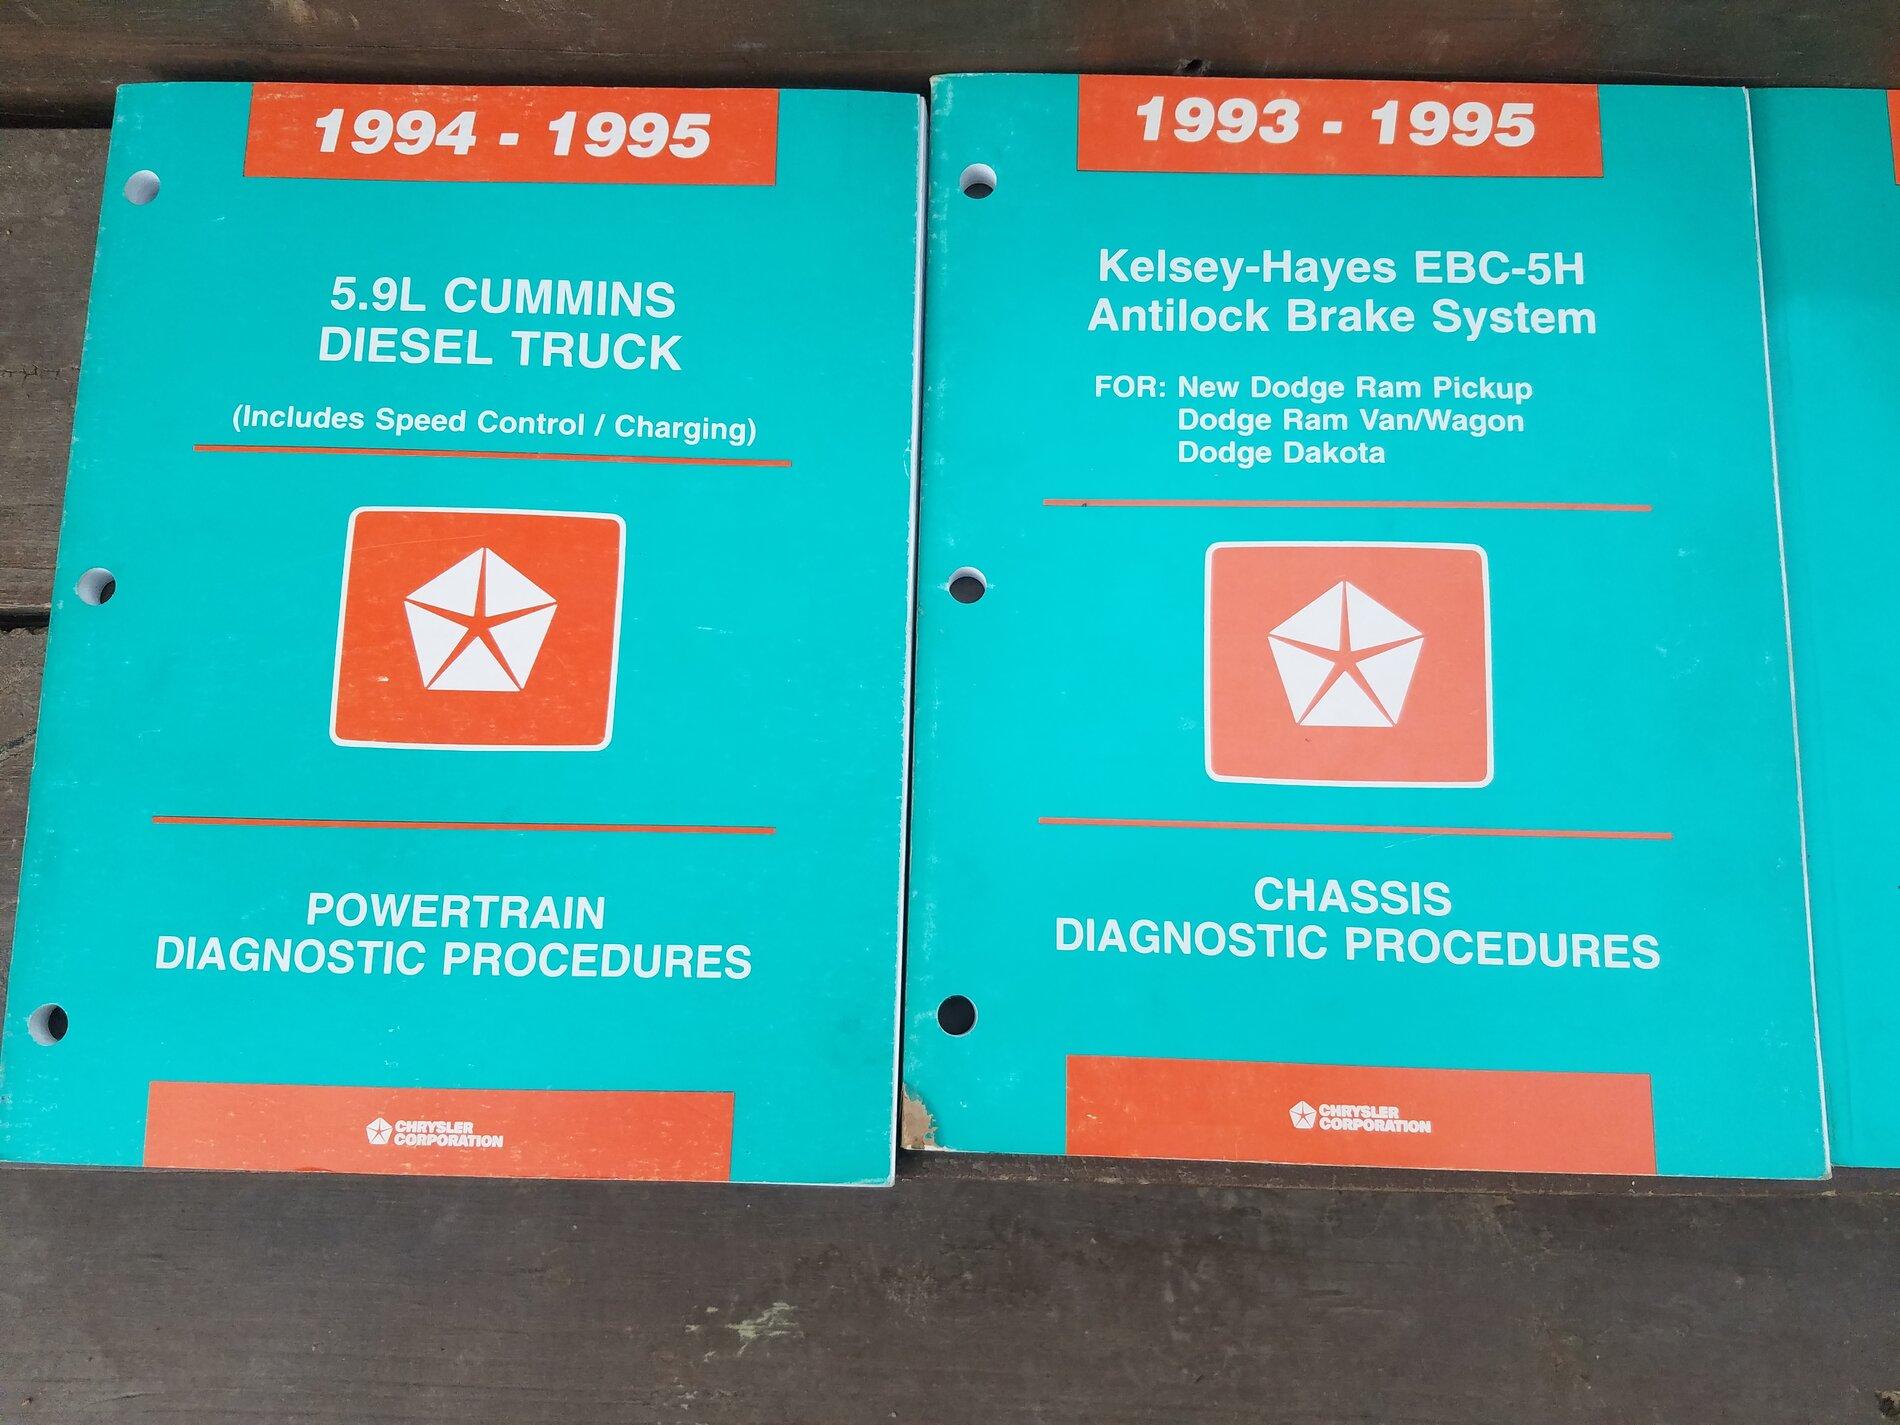 1994 - 1995
5.9L CUMMINS
DIESEL TRUCK
(Includes Speed Control / Charging)
POWERTRAIN
DIAGNOSTIC PROCEDURES
CHRYSLER
CORPORATION
1993 - 1995
Kelsey-Hayes EBC-5H
Antilock Brake System
FOR: New Dodge Ram Pickup
Dodge Ram Van/Wagon
Dodge Dakota
CHASSIS
DIAGNOSTIC PROCEDURES
CHRYSLER
CORPORATION